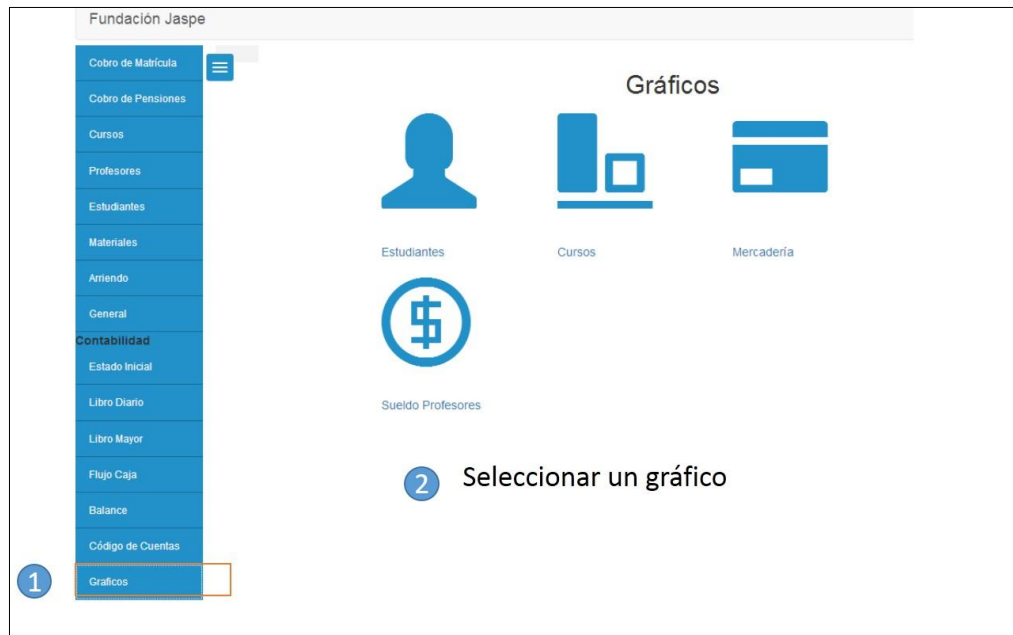 Fundación Jaspe
Cobro de Matrícula
Cobro de Pensiones
Cursos
Profesores
Estudiantes
Materiales
Arriendo
General
Contabilidad
Estado Inicial
Libro Diario
Libro Mayor
Flujo Caja
Balance
Código de Cuentas
1 Graficos
Gráficos
Estudiantes Cursos Mercadería
$
Sueldo Profesores
2 Seleccionar un gráfico